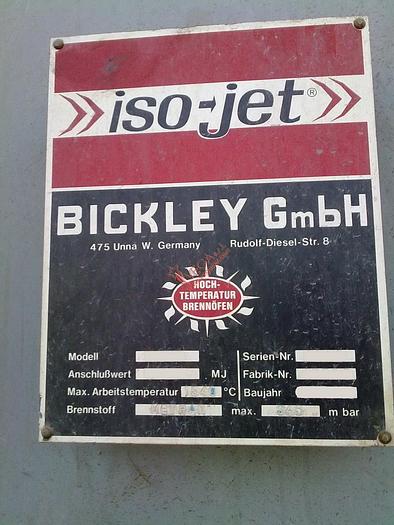 iso-jet®
BICKLEY GmbH
475 Unna W. Germany Rudolf-Diesel-Str. 8
HOCH-
TEMPERATUR
BRENNÖFEN
Modell Serien-Nr.
Anschlußwert MJ Fabrik-Nr.
Max. Arbeitstemperatur °C Baujahr
Brennstoff max. m bar